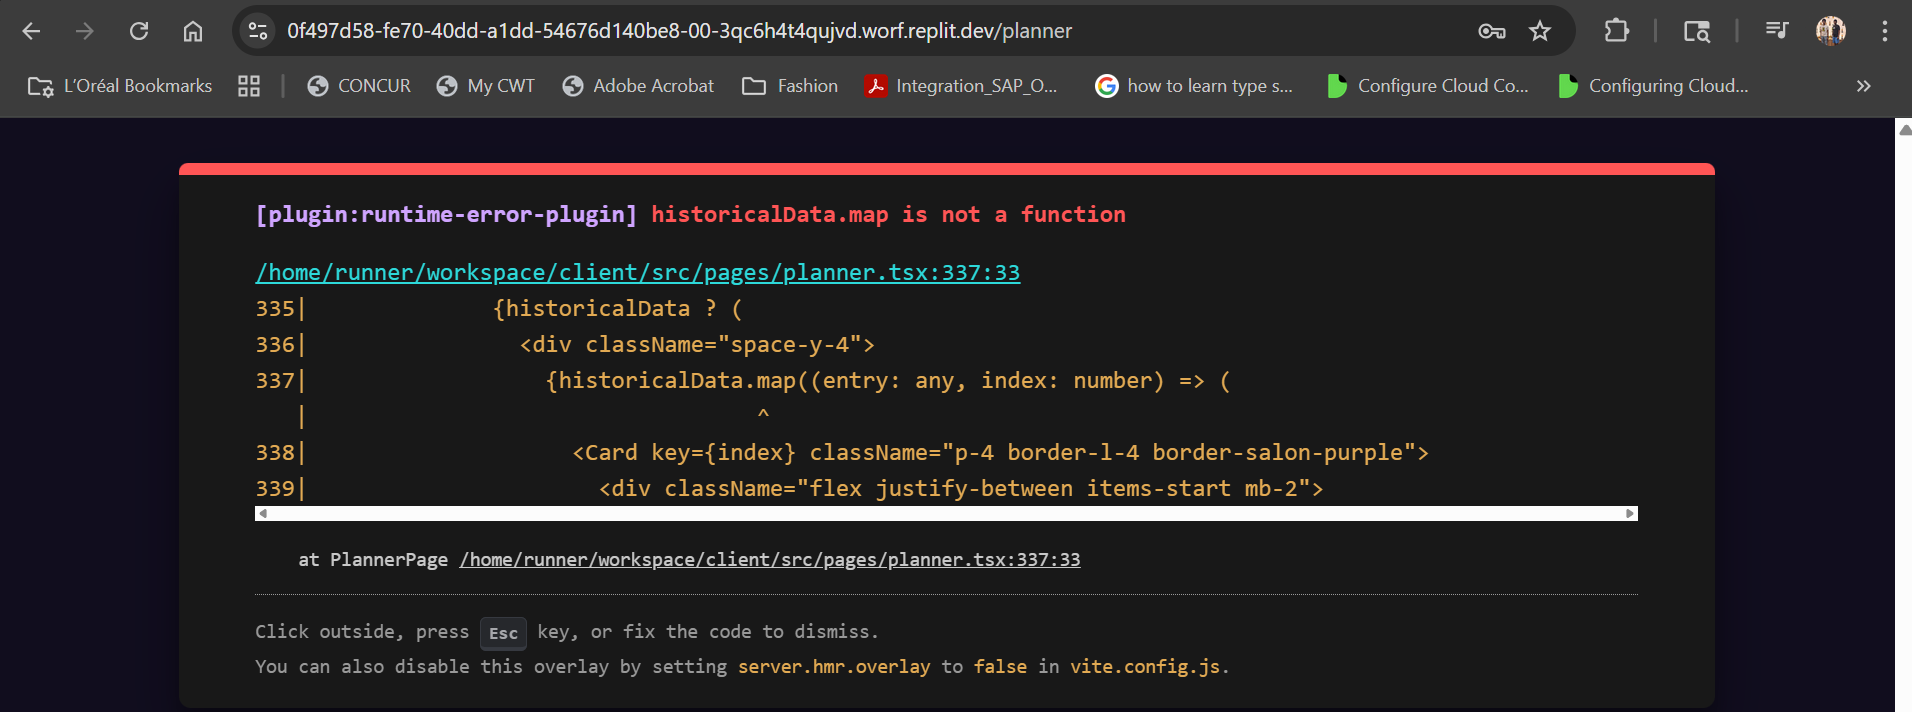 0f497d58-fe70-40dd-a1dd-54676d140be8-00-3qc6h4t4qujvd.worf.replit.dev/planner
L'Oréal Bookmarks CONCUR My CWT Adobe Acrobat Fashion Integration_SAP_O... how to learn type s... Configure Cloud Co... Configuring Cloud... »
[plugin:runtime-error-plugin] historicalData.map is not a function
/home/runner/workspace/client/src/pages/planner.tsx:337:33
335|              {historicalData ? (
336|                <div className="space-y-4">
337|                  {historicalData.map((entry: any, index: number) => (
   |                                  ^
338|                    <Card key={index} className="p-4 border-l-4 border-salon-purple">
339|                      <div className="flex justify-between items-start mb-2">
at PlannerPage /home/runner/workspace/client/src/pages/planner.tsx:337:33
Click outside, press Esc key, or fix the code to dismiss.
You can also disable this overlay by setting server.hmr.overlay to false in vite.config.js.